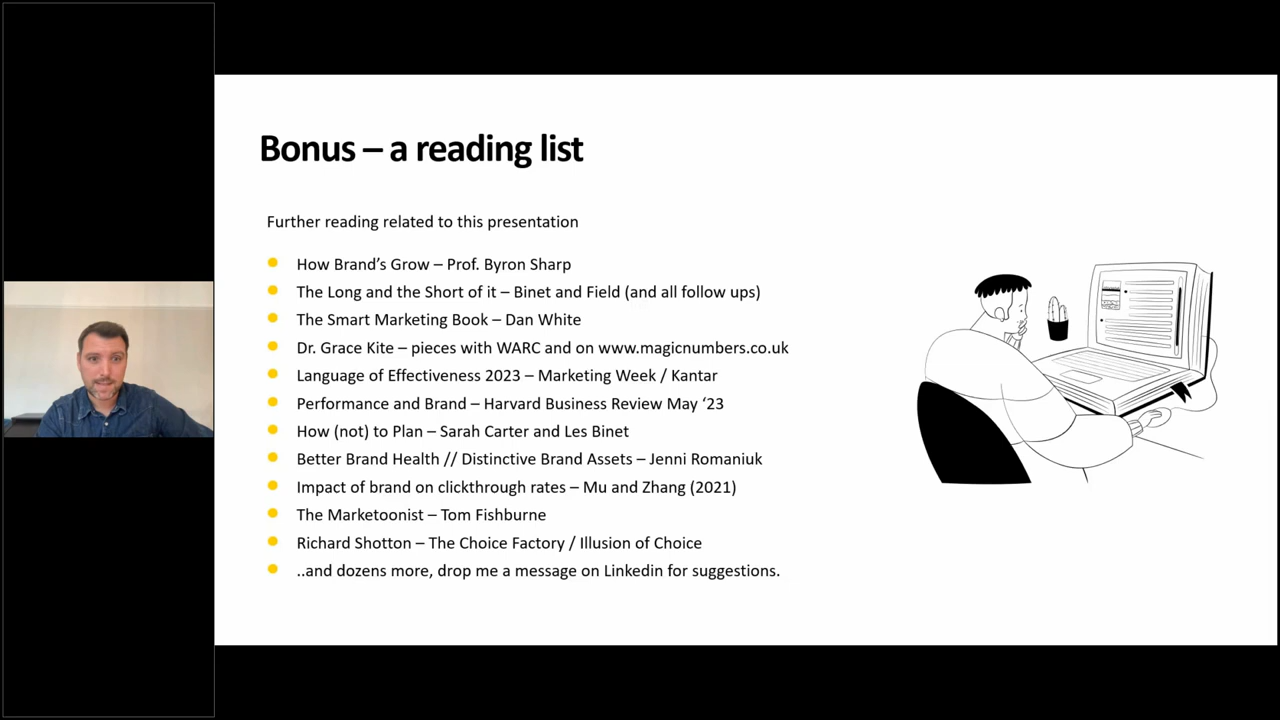 Bonus – a reading list
Further reading related to this presentation
How Brand’s Grow – Prof. Byron Sharp
The Long and the Short of it – Binet and Field (and all follow ups)
The Smart Marketing Book – Dan White
Dr. Grace Kite – pieces with WARC and on www.magicnumbers.co.uk
Language of Effectiveness 2023 – Marketing Week / Kantar
Performance and Brand – Harvard Business Review May ‘23
How (not) to Plan – Sarah Carter and Les Binet
Better Brand Health // Distinctive Brand Assets – Jenni Romaniuk
Impact of brand on clickthrough rates – Mu and Zhang (2021)
The Marketoonist – Tom Fishburne
Richard Shotton – The Choice Factory / Illusion of Choice
..and dozens more, drop me a message on Linkedin for suggestions.